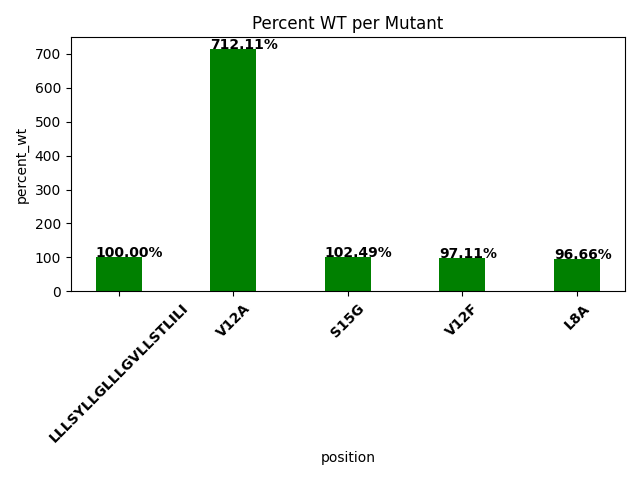 Percent WT per Mutant
percent_wt
700
600
500
400
300
200
100
0
100.00%
712.11%
102.49%
97.11%
96.66%
LLLSYLLGLLLGVLLSTLILI
V12A
S15G
V12F
L8A
position